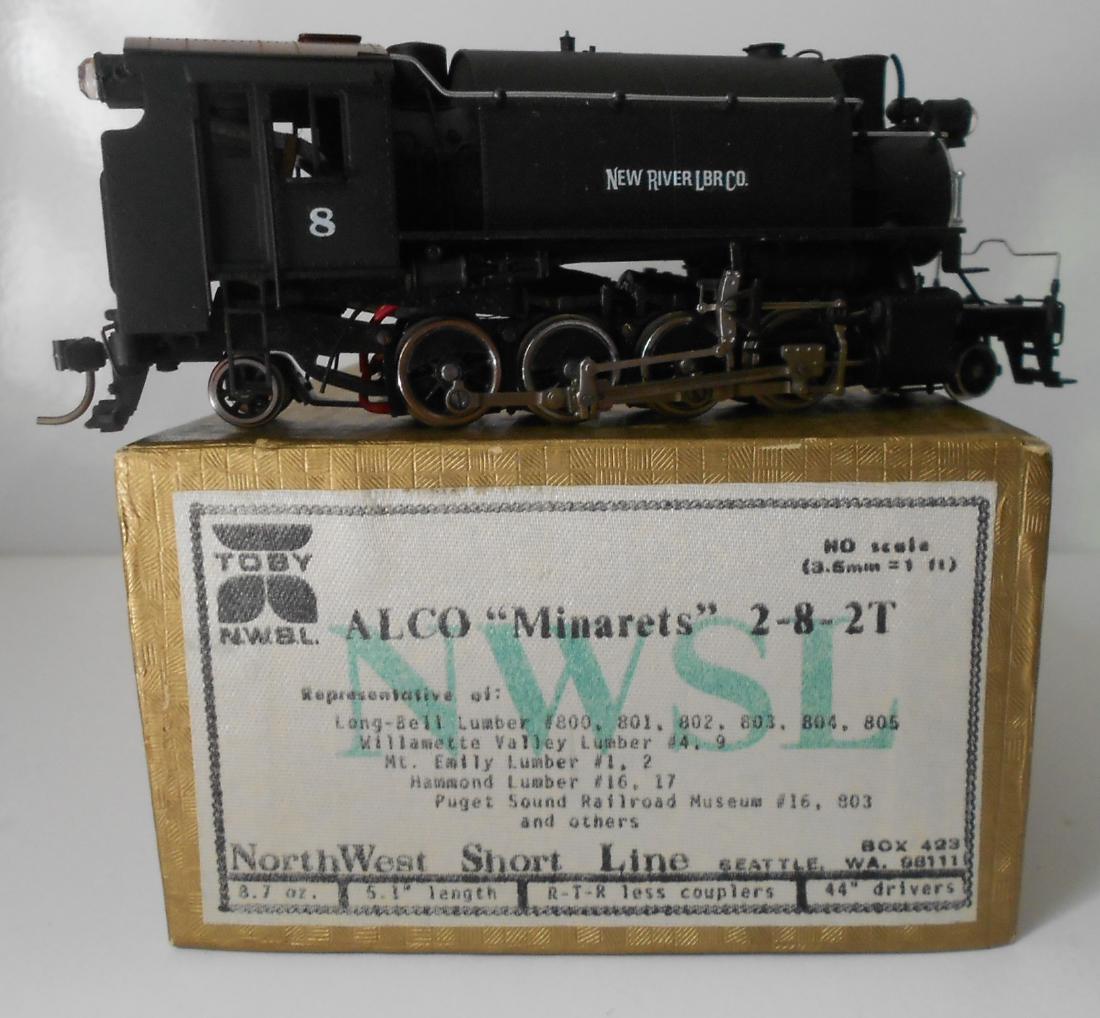 NEW RIVER LBR CO.
8
TOBY
N.W.S.L.
HO scale
(3.5mm = 1 ft)
ALCO “Minarets” 2-8-2T
NWSL
Representative of:
Long-Bell Lumber #800, 801, 802, 803, 804, 805
Willamette Valley Lumber #4, 9
Mt. Emily Lumber #1, 2
Hammond Lumber #16, 17
Puget Sound Railroad Museum #16, 803
and others
NorthWest Short Line
BOX 423
SEATTLE, WA. 98111
8.7 oz. 5.1" length R-T-R less couplers 44" drivers